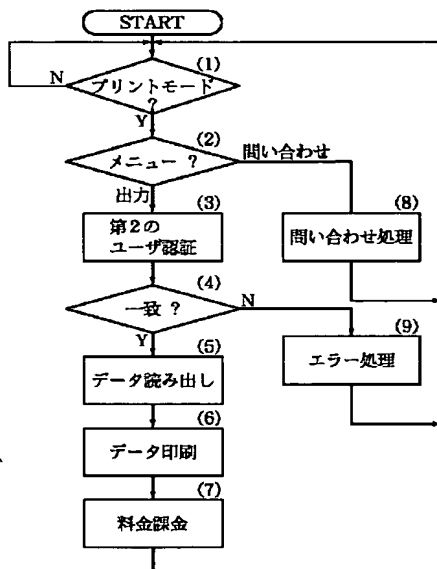 START
(1)
N
プリントモード
?
Y
(2)
メニュー ?
問い合わせ
出力
(3)
第2の
ユーザ認証
(8)
問い合わせ処理
(4)
一致 ?
N
Y
(5)
データ読み出し
(9)
エラー処理
(6)
データ印刷
(7)
料金課金